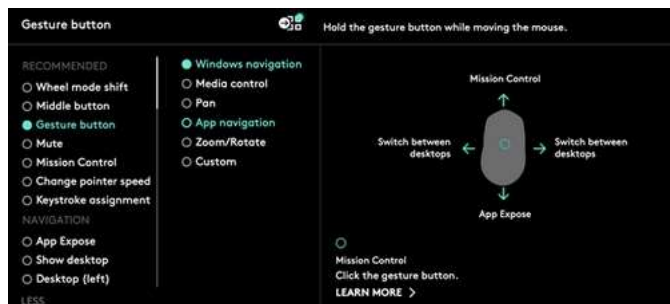 Gesture button
RECOMMENDED
Wheel mode shift
Middle button
Gesture button
Mute
Mission Control
Change pointer speed
Keystroke assignment
NAVIGATION
App Expose
Show desktop
Desktop (left)
LESS
Windows navigation
Media control
Pan
App navigation
Zoom/Rotate
Custom
Hold the gesture button while moving the mouse.
Mission Control
Switch between
desktops
Switch between
desktops
App Expose
Mission Control
Click the gesture button.
LEARN MORE >